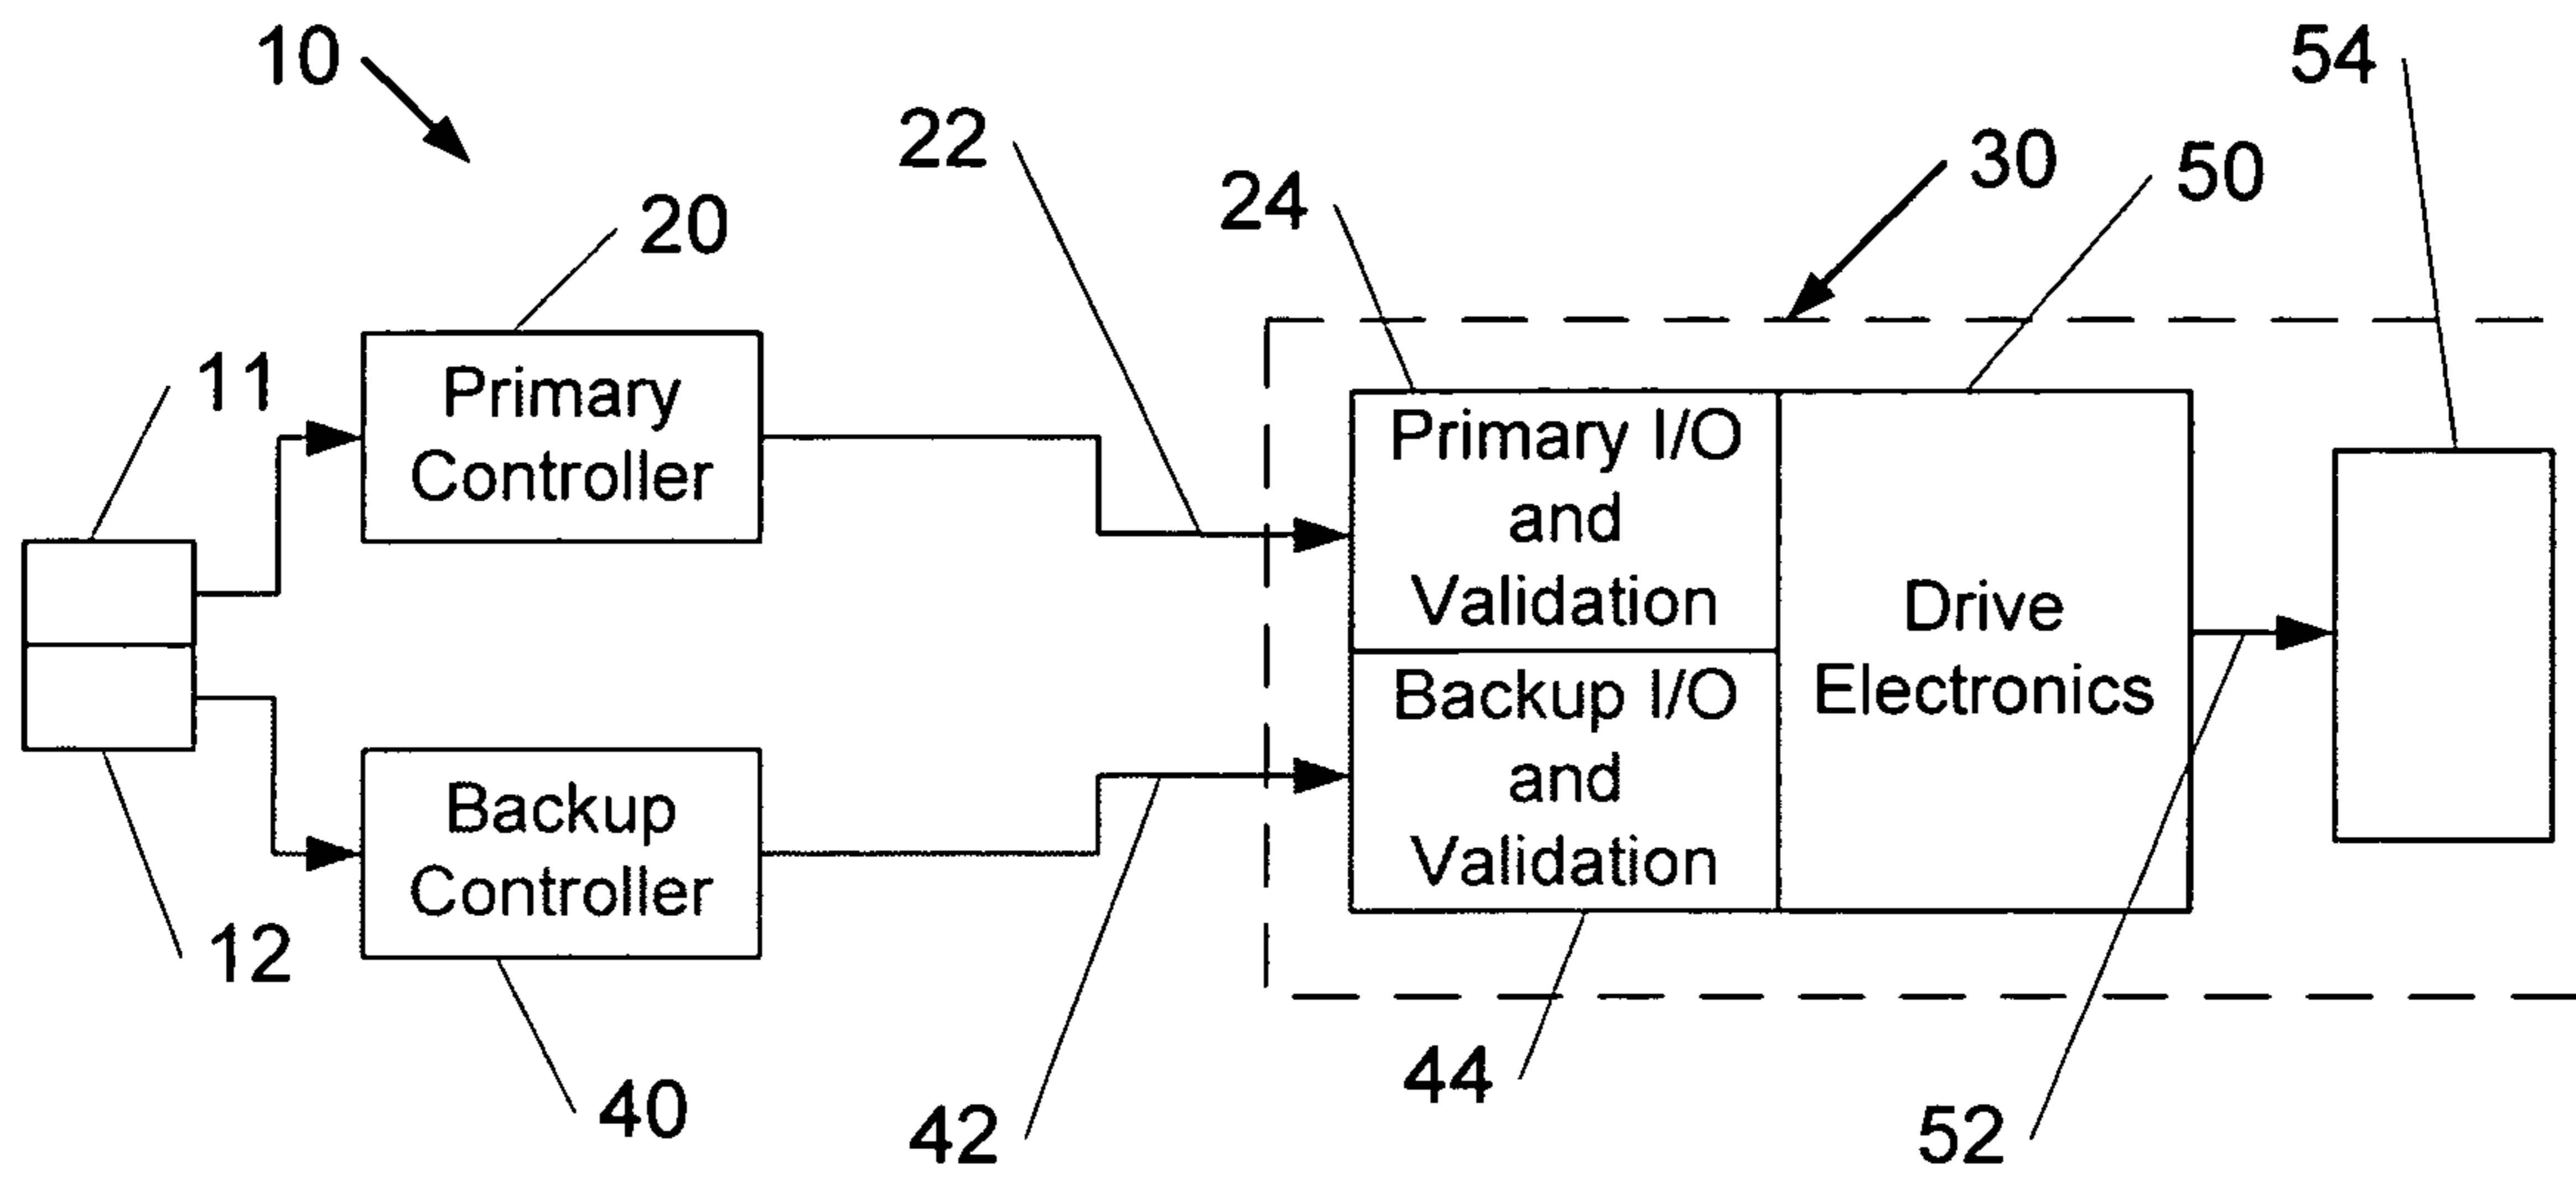 10
54
22
30
50
24
20
11
Primary
Controller
Primary I/O
and
Validation
Drive
Electronics
Backup I/O
and
Validation
Backup
Controller
12
44
40
42
52